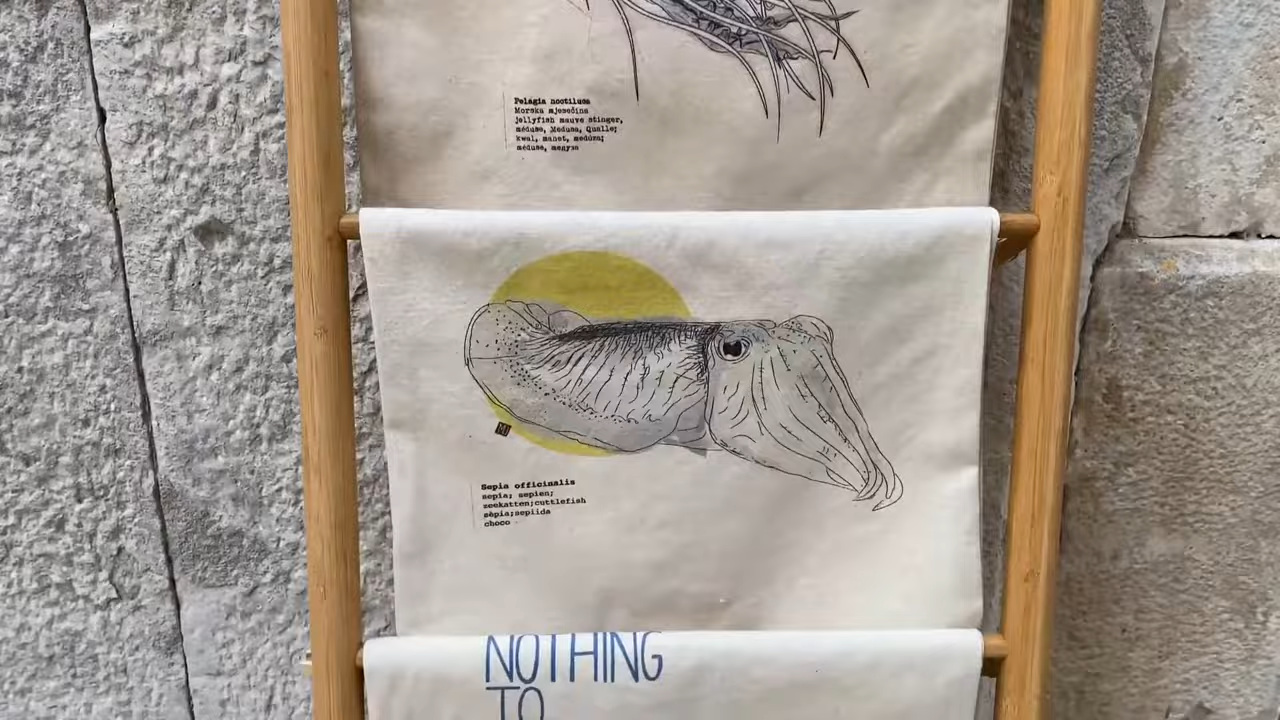 Pelagia noctiluca
Morska mjesečina
jellyfish mauve stinger,
méduse, Medusa, Qualle;
kwal, manet, medúza;
méduse, медуза
Sepia officinalis
sepia; sepien;
zeekatten;cuttlefish
sèpia;sepiida
choco
NOTHING
TO